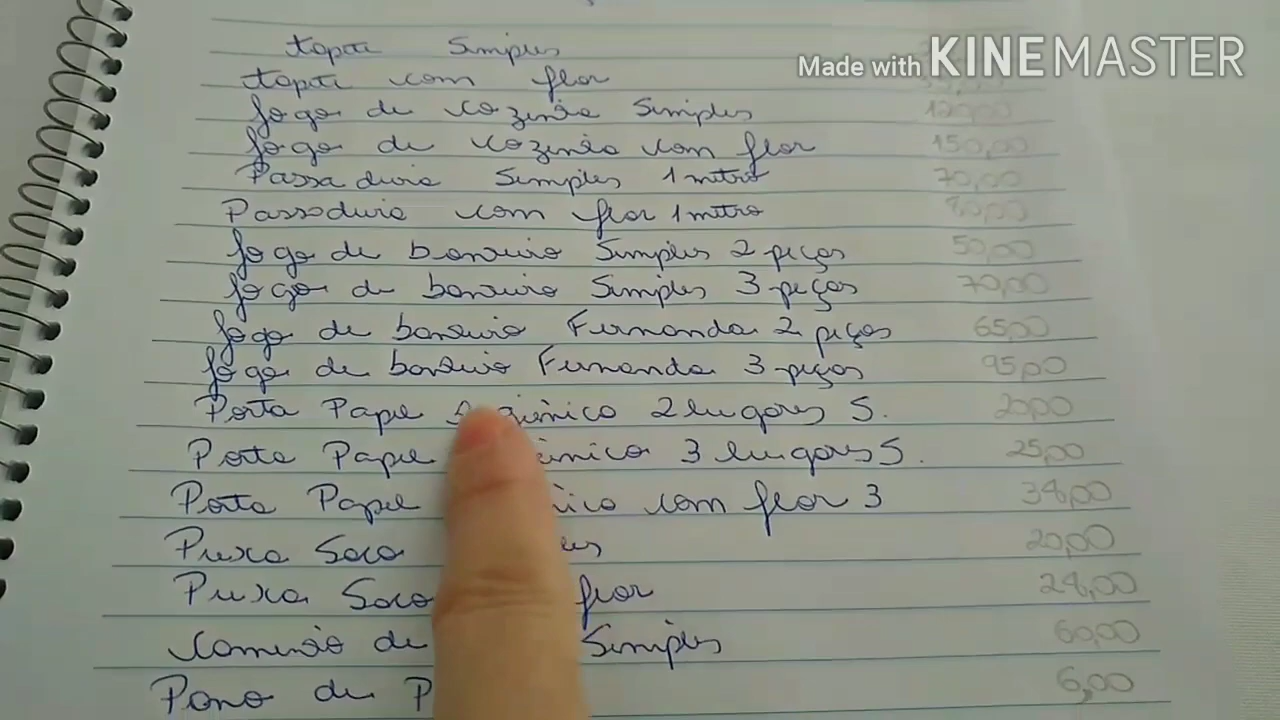 Made with KINEMASTER
tapete Simples
tapete com flor
Jogo de cozinha Simples 120,00
Jogo de cozinha com flor 150,00
Passadeira Simples 1 metro 70,00
Passadeira com flor 1 metro
Jogo de banheiro Simples 2 peças 50,00
Jogo de banheiro Simples 3 peças 70,00
Jogo de banheiro Fernanda 2 peças 65,00
Jogo de banheiro Fernanda 3 peças 95,00
Porta Papel 2 lugares S. 20,00
Porta Papel 3 lugares S. 25,00
Porta Papel com flor 3 34,00
Puxa Saco 20,00
Puxa Saco flor 24,00
Caminho de Simples 60,00
Pano de P 6,00